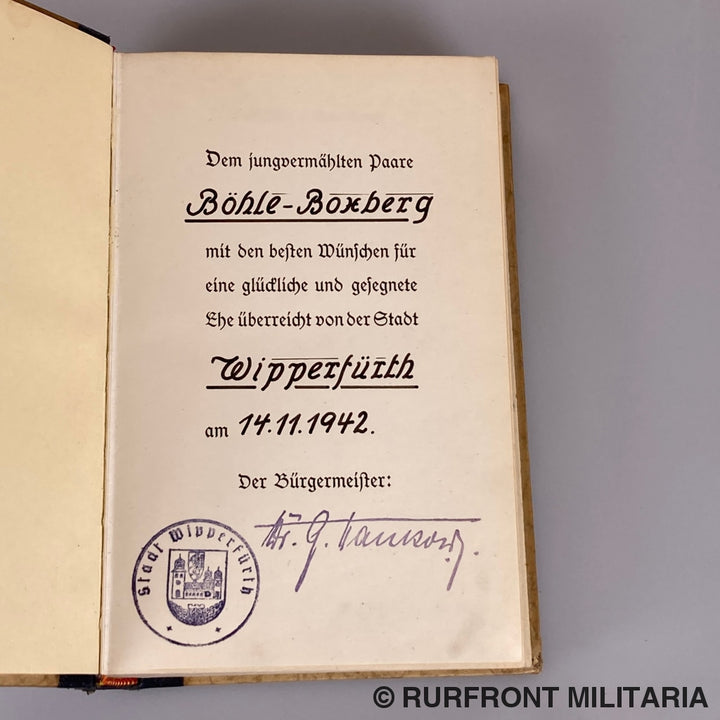 Dem jungvermählten Paare
Böhle-Boxberg
mit den besten Wünschen für
eine glückliche und gesegnete
Ehe überreicht von der Stadt
Wipperfürth
am 14.11.1942.
Der Bürgermeister:
Dr. G.
Stadt Wipperfürth
© RURFRONT MILITARIA